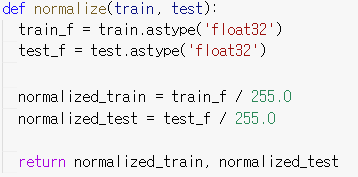 def normalize(train, test):
  train_f = train.astype('float32')
  test_f = test.astype('float32')

  normalized_train = train_f / 255.0
  normalized_test = test_f / 255.0

  return normalized_train, normalized_test